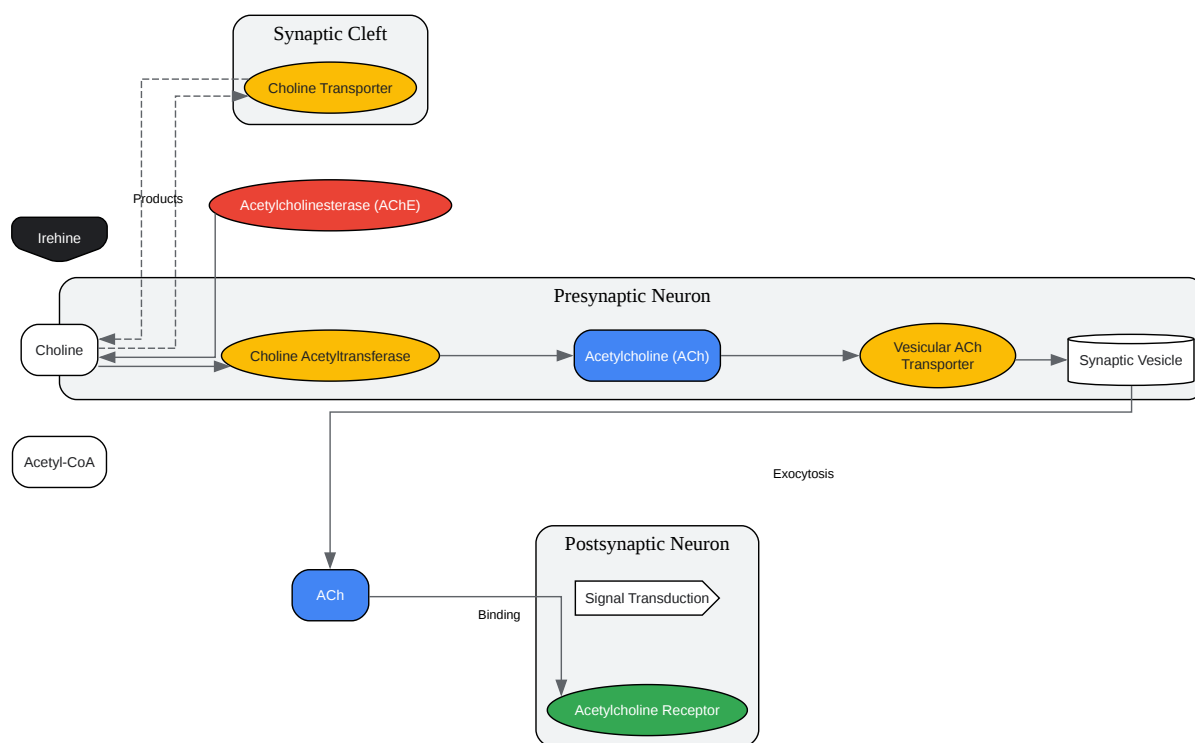 Synaptic Cleft
Choline Transporter
Products
Acetylcholinesterase (AChE)
Irehine
Presynaptic Neuron
Choline
Choline Acetyltransferase
Acetylcholine (ACh)
Vesicular ACh
Transporter
Synaptic Vesicle
Acetyl-CoA
Exocytosis
Postsynaptic Neuron
Signal Transduction
ACh
Binding
Acetylcholine Receptor